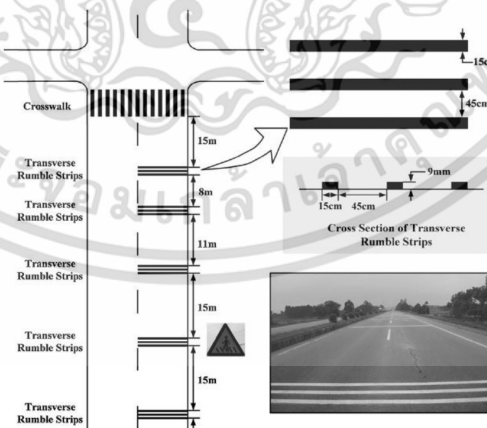 Crosswalk
15m
Transverse
Rumble Strips
8m
Transverse
Rumble Strips
11m
Transverse
Rumble Strips
15m
Transverse
Rumble Strips
15m
Transverse
Rumble Strips
15c
45cm
9mm
15cm
45cm
Cross Section of Transverse
Rumble Strips